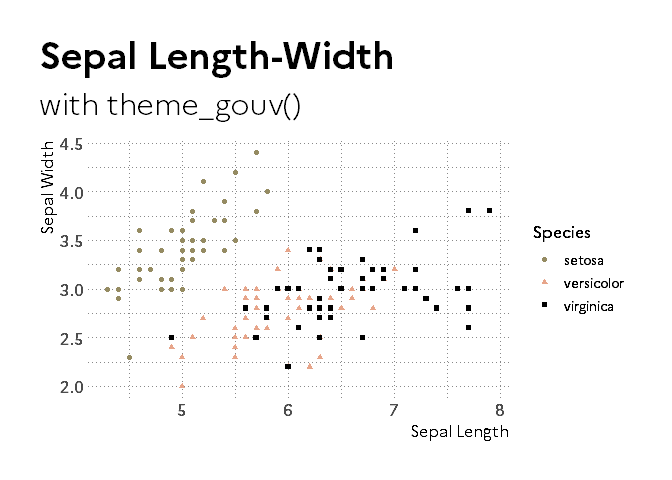 Sepal Length-Width
with theme_gouv()
Sepal Width
4.5
4.0
3.5
3.0
2.5
2.0
5 6 7 8
Sepal Length
Species
setosa
versicolor
virginica